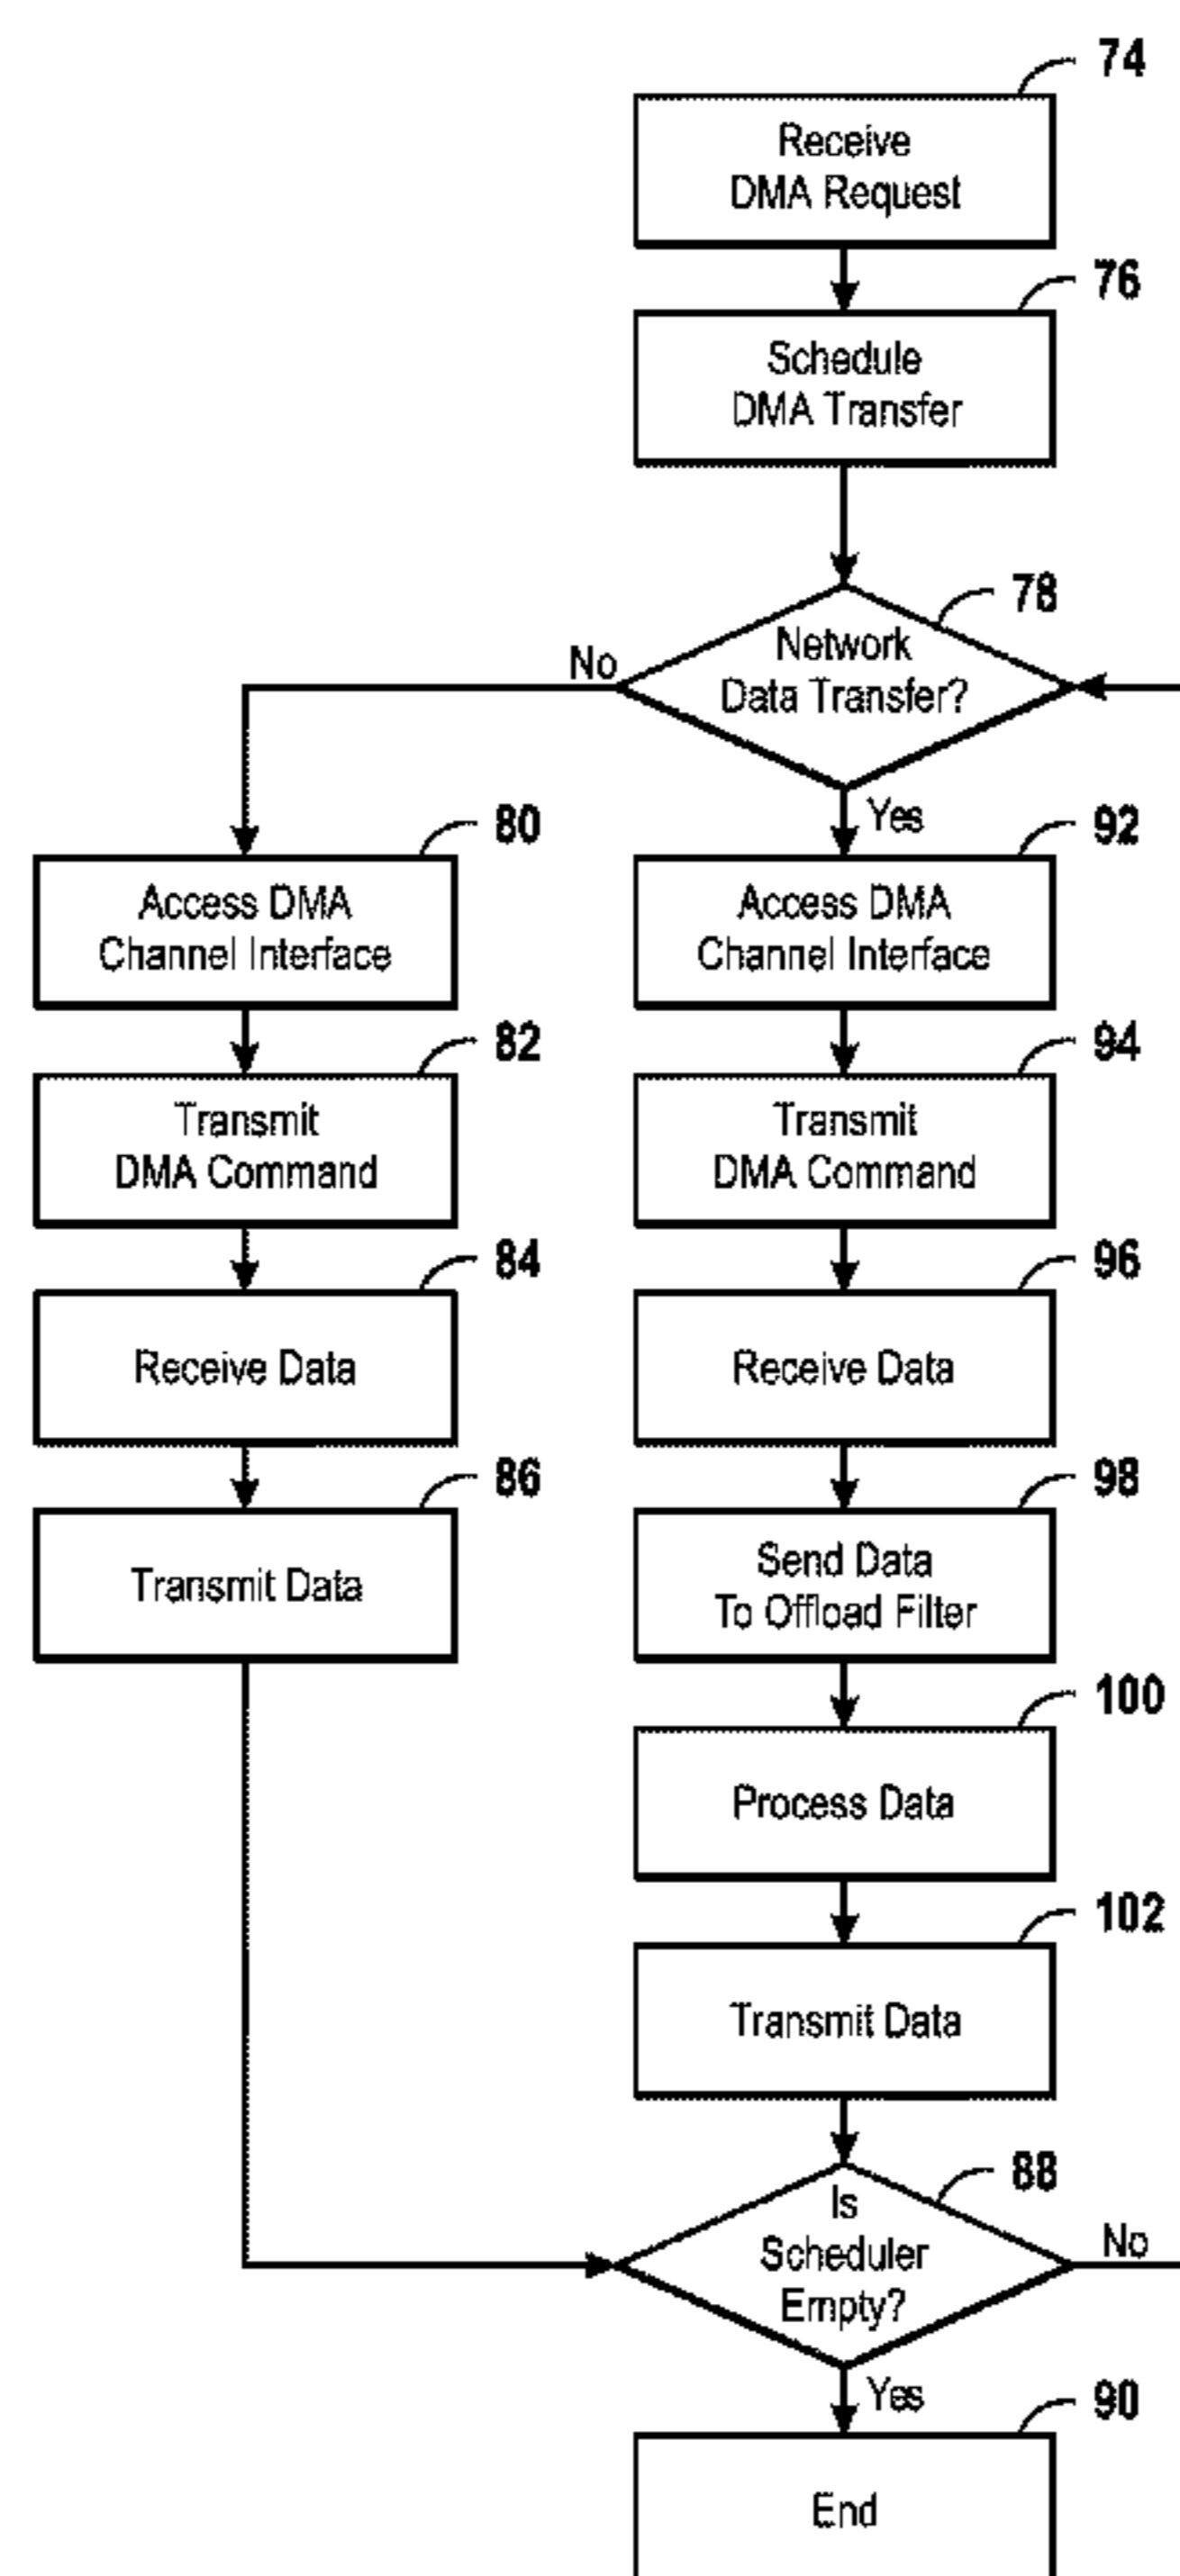 74
Receive
DMA Request
76
Schedule
DMA Transfer
78
Network
Data Transfer?
No
Yes
80
Access DMA
Channel Interface
92
Access DMA
Channel Interface
82
Transmit
DMA Command
94
Transmit
DMA Command
84
Receive Data
96
Receive Data
86
Transmit Data
98
Send Data
To Offload Filter
100
Process Data
102
Transmit Data
88
Is
Scheduler
Empty?
No
Yes
90
End